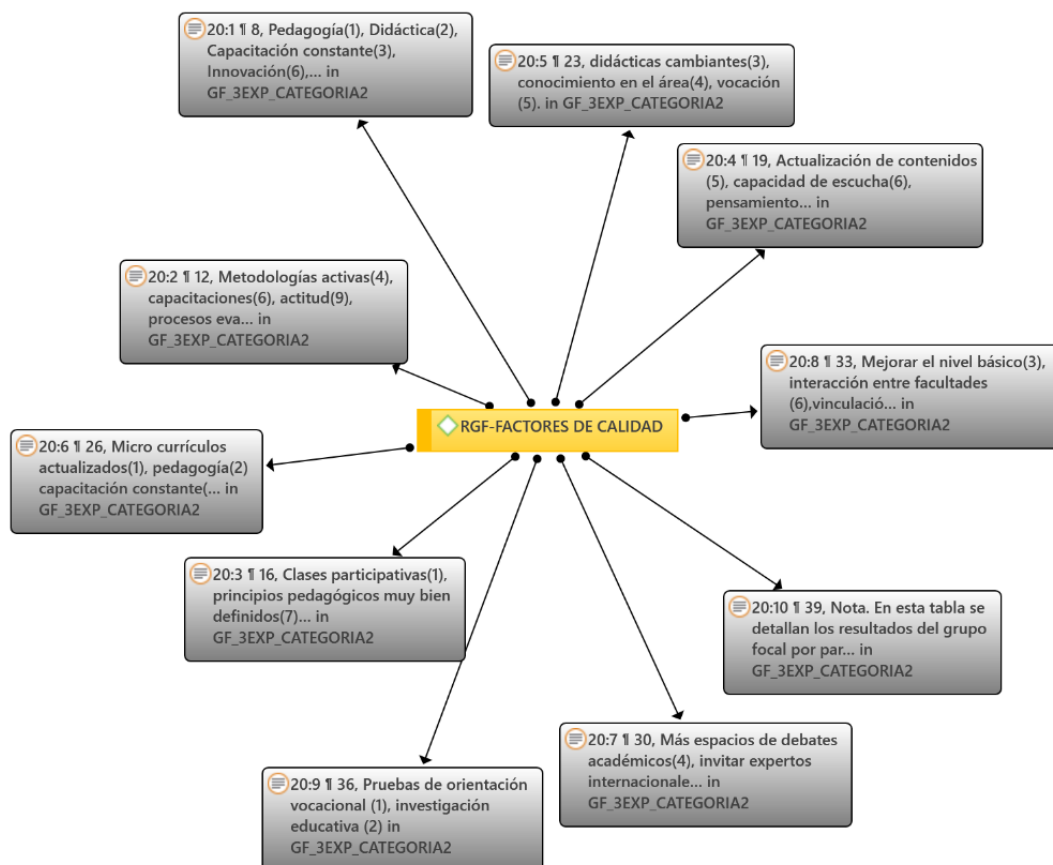 20:1 ¶ 8, Pedagogía(1), Didáctica(2),
Capacitación constante(3),
Innovación(6),... in
GF_3EXP_CATEGORIA2
20:5 ¶ 23, didácticas cambiantes(3),
conocimiento en el área(4), vocación
(5). in GF_3EXP_CATEGORIA2
20:4 ¶ 19, Actualización de contenidos
(5), capacidad de escucha(6),
pensamiento... in
GF_3EXP_CATEGORIA2
20:2 ¶ 12, Metodologías activas(4),
capacitaciones(6), actitud(9),
procesos eva... in
GF_3EXP_CATEGORIA2
20:8 ¶ 33, Mejorar el nivel básico(3),
interacción entre facultades
(6),vinculació... in
GF_3EXP_CATEGORIA2
RGF-FACTORES DE CALIDAD
20:6 ¶ 26, Micro currículos
actualizados(1), pedagogía(2)
capacitación constante(... in
GF_3EXP_CATEGORIA2
20:3 ¶ 16, Clases participativas(1),
principios pedagógicos muy bien
definidos(7)... in
GF_3EXP_CATEGORIA2
20:10 ¶ 39, Nota. En esta tabla se
detallan los resultados del grupo
focal por par... in
GF_3EXP_CATEGORIA2
20:7 ¶ 30, Más espacios de debates
académicos(4), invitar expertos
internacionale... in
GF_3EXP_CATEGORIA2
20:9 ¶ 36, Pruebas de orientación
vocacional (1), investigación
educativa (2) in
GF_3EXP_CATEGORIA2